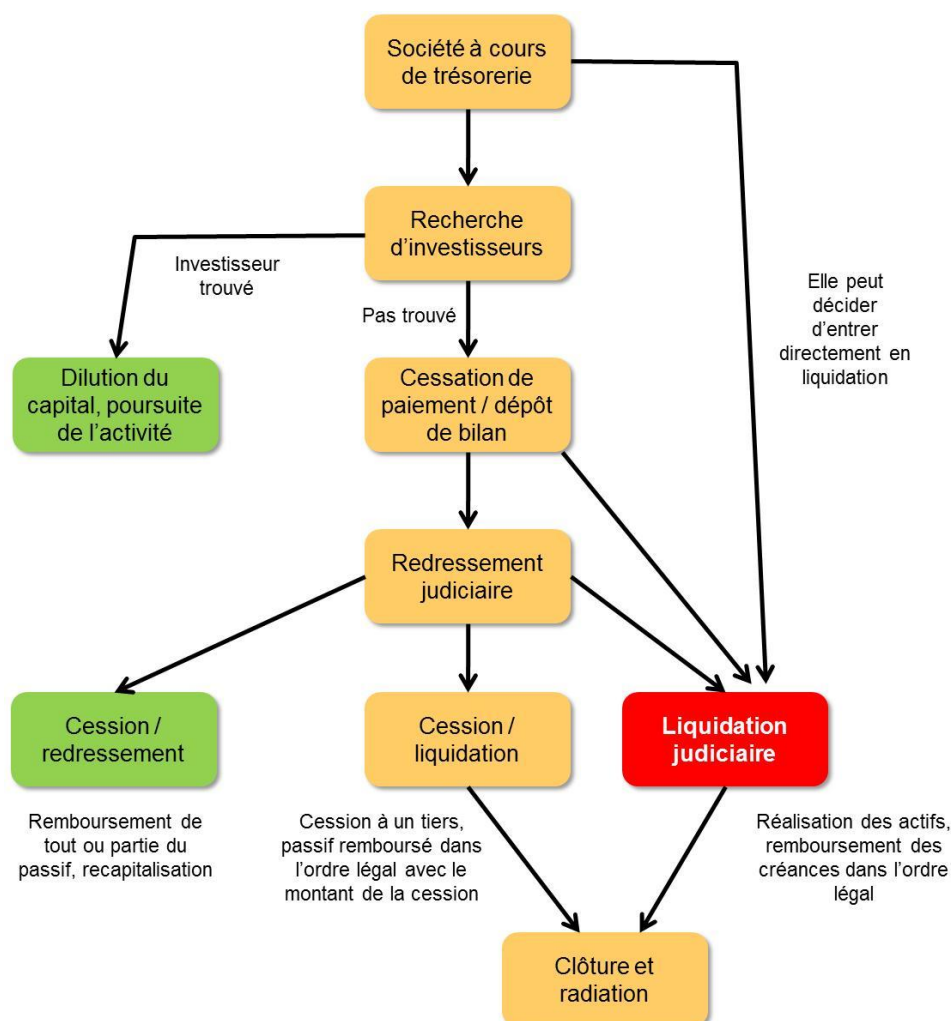 Société à cours
de trésorerie
Recherche
d’investisseurs
Investisseur
trouvé
Pas trouvé
Elle peut
décider
d’entrer
directement en
liquidation
Dilution du
capital, poursuite
de l’activité
Cessation de
paiement / dépôt
de bilan
Redressement
judiciaire
Cession /
redressement
Cession /
liquidation
Liquidation
judiciaire
Remboursement de
tout ou partie du
passif, recapitalisation
Cession à un tiers,
passif remboursé dans
l’ordre légal avec le
montant de la cession
Réalisation des actifs,
remboursement des
créances dans l’ordre
légal
Clôture et
radiation